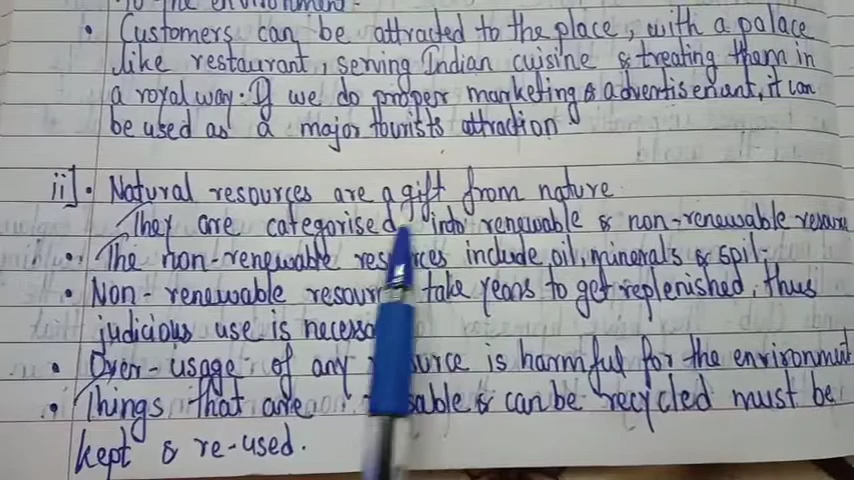 to the environment.
• Customers can be attracted to the place, with a palace
like restaurant, serving Indian cuisine & treating them in
a royal way. If we do proper marketing & advertisenant, it can
be used as a major tourists attraction
ii]. Natural resources are a gift from nature.
They are categorised into renewable & non-renewable
• The non-renewable include oil, minerals & soil.
• Non-renewable take years to get replenished, thus
judicious use is
• Over-usage of any is harmful for the environment
• Things that are & can be recycled must be
kept & re-used.